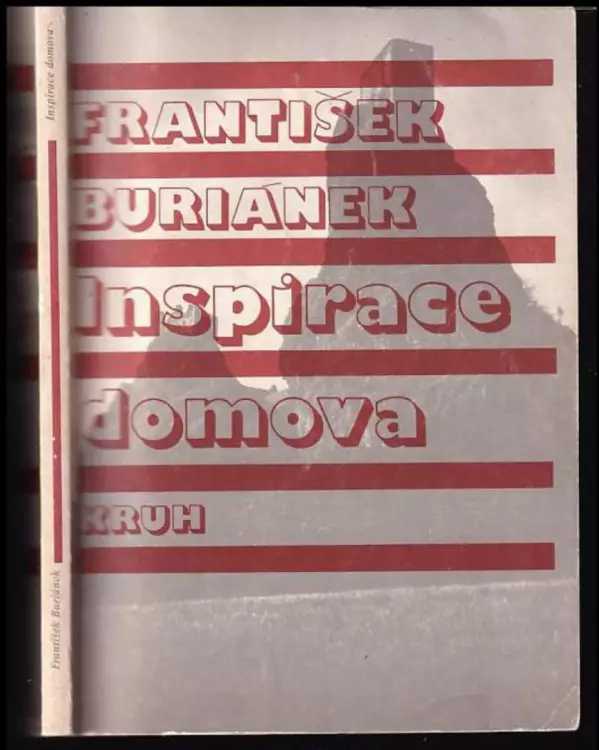 FRANTIŠEK
BURIÁNEK
Inspirace
domova
KRUH
Inspirace domova
František Buriánek